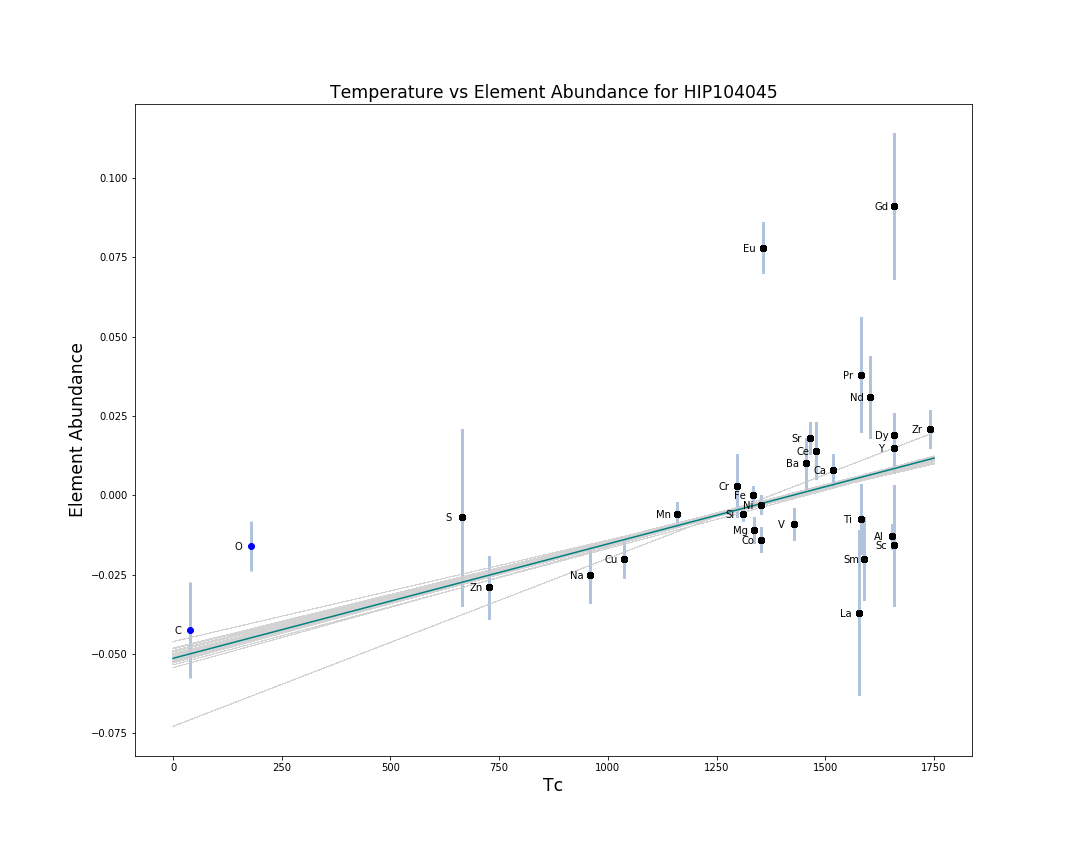 Temperature vs Element Abundance for HIP104045
Element Abundance
0.100
0.075
0.050
0.025
0.000
−0.025
−0.050
−0.075
Gd
Eu
Pr
Nd
Zr
Dy
Sr
Y
Ce
Ba
Ca
Cr
Fe
Ni
Si
Mn
S
Ti
V
Mg
Al
Co
Sc
O
Cu
Sm
Na
Zn
La
C
0
250
500
750
1000
1250
1500
1750
Tc